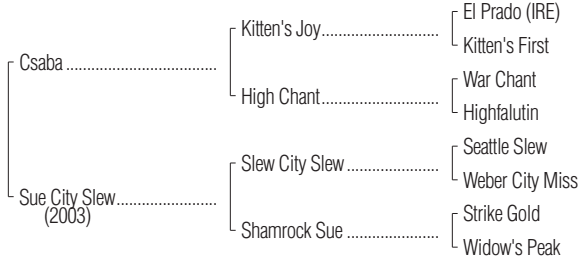 El Prado (IRE)
Kitten's Joy
Kitten's First
Csaba
War Chant
High Chant
Highfalutin
Seattle Slew
Slew City Slew
Weber City Miss
Sue City Slew
(2003)
Strike Gold
Shamrock Sue
Widow's Peak